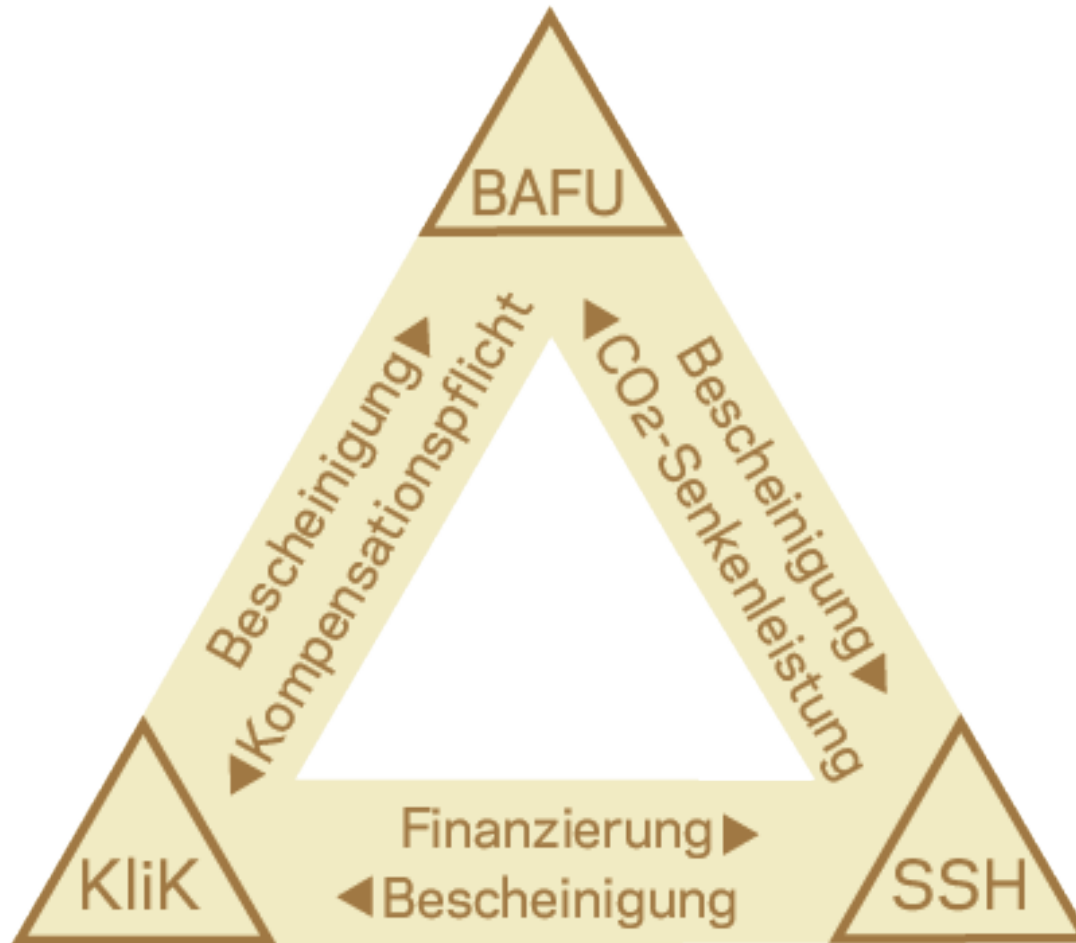 BAFU
Bescheinigung
Kompensationspflicht
CO2-Senkenleistung
Bescheinigung
Finanzierung
Bescheinigung
KliK
SSH